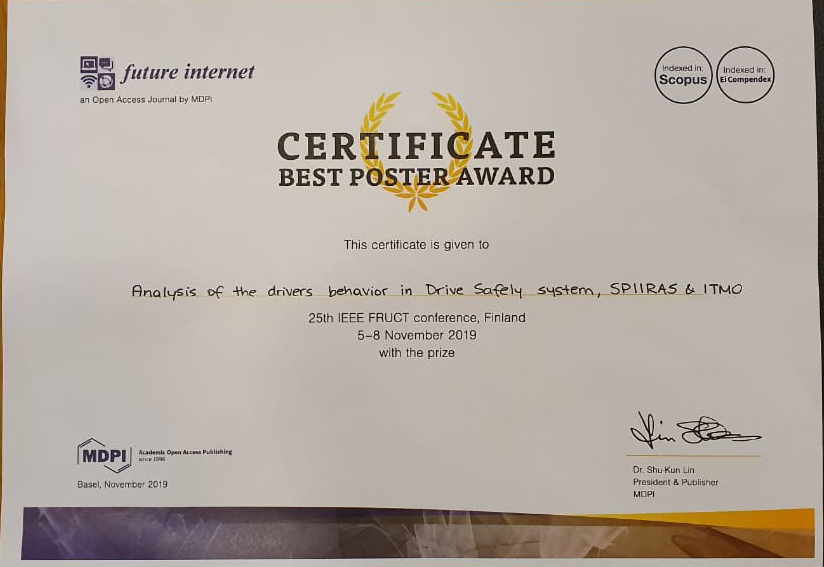 future internet
an Open Access Journal by MDPI
Indexed in:
Scopus
Indexed in:
Ei Compendex
CERTIFICATE
BEST POSTER AWARD
This certificate is given to
Analysis of the drivers behavior in Drive Safely system, SPIIRAS & ITMO
25th IEEE FRUCT conference, Finland
5–8 November 2019
with the prize
MDPI
Academic Open Access Publishing
since 1996
Basel, November 2019
Dr. Shu-Kun Lin
President & Publisher
MDPI